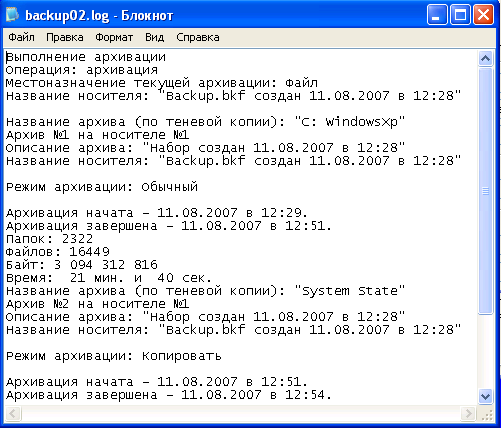 backup02.log - Блокнот
Файл Правка Формат Вид Справка
Выполнение архивации
Операция: архивация
Местоназначение текущей архивации: Файл
Название носителя: "Backup.bkf создан 11.08.2007 в 12:28"
Название архива (по теневой копии): "C: WindowsXp"
Архив №1 на носителе №1
Описание архива: "Набор создан 11.08.2007 в 12:28"
Название носителя: "Backup.bkf создан 11.08.2007 в 12:28"
Режим архивации: Обычный
Архивация начата - 11.08.2007 в 12:29.
Архивация завершена - 11.08.2007 в 12:51.
Папок: 2322
Файлов: 16449
Байт: 3 094 312 816
Время:  21 мин. и  40 сек.
Название архива (по теневой копии): "System State"
Архив №2 на носителе №1
Описание архива: "Набор создан 11.08.2007 в 12:28"
Название носителя: "Backup.bkf создан 11.08.2007 в 12:28"
Режим архивации: Копировать
Архивация начата - 11.08.2007 в 12:51.
Архивация завершена - 11.08.2007 в 12:54.